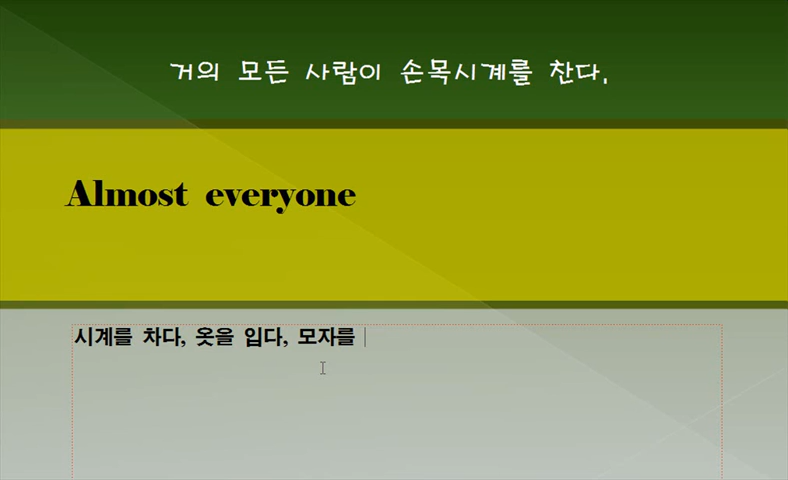 거의 모든 사람이 손목시계를 찬다.
Almost everyone
시계를 차다, 옷을 입다, 모자를